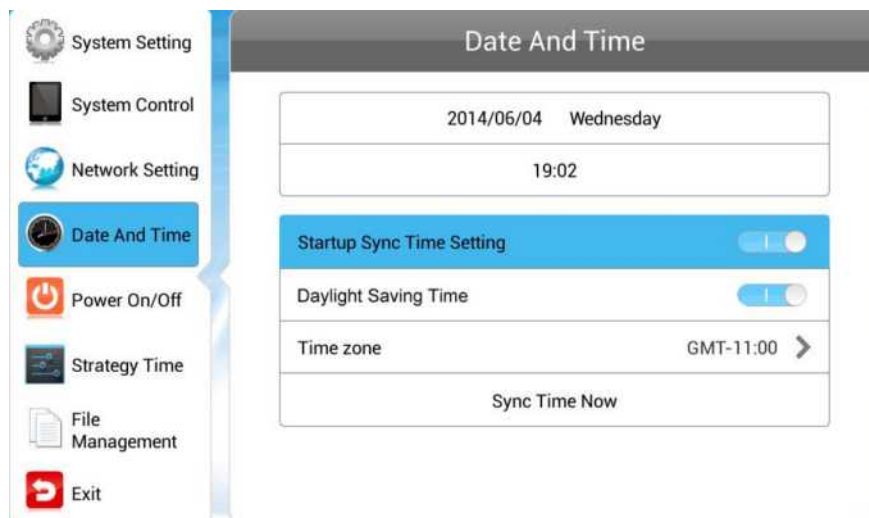 System Setting
System Control
Network Setting
Date And Time
Power On/Off
Strategy Time
File
Management
Exit
Date And Time
2014/06/04 Wednesday
19:02
Startup Sync Time Setting
Daylight Saving Time
Time zone GMT-11:00
Sync Time Now